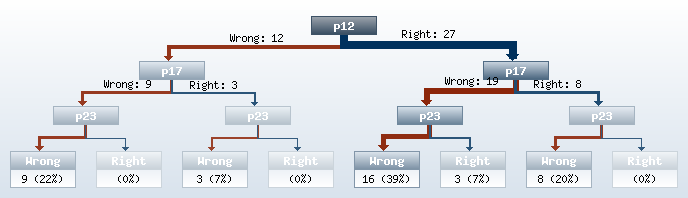 p12
Wrong: 12
Right: 27
p17
p17
Wrong: 9
Right: 3
Wrong: 19
Right: 8
p23
p23
p23
p23
Wrong
Right
Wrong
Right
Wrong
Right
Wrong
Right
9 (22%)
(0%)
3 (7%)
(0%)
16 (39%)
3 (7%)
8 (20%)
(0%)